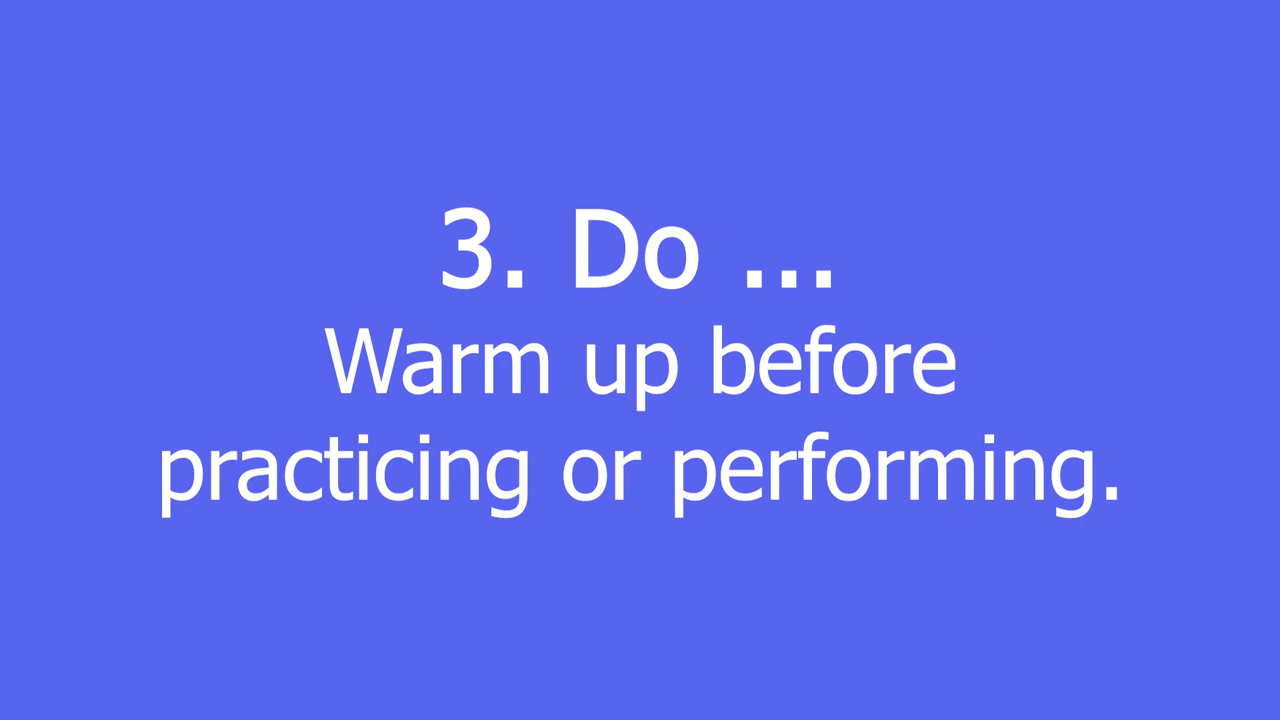 3. Do ...
Warm up before
practicing or performing.